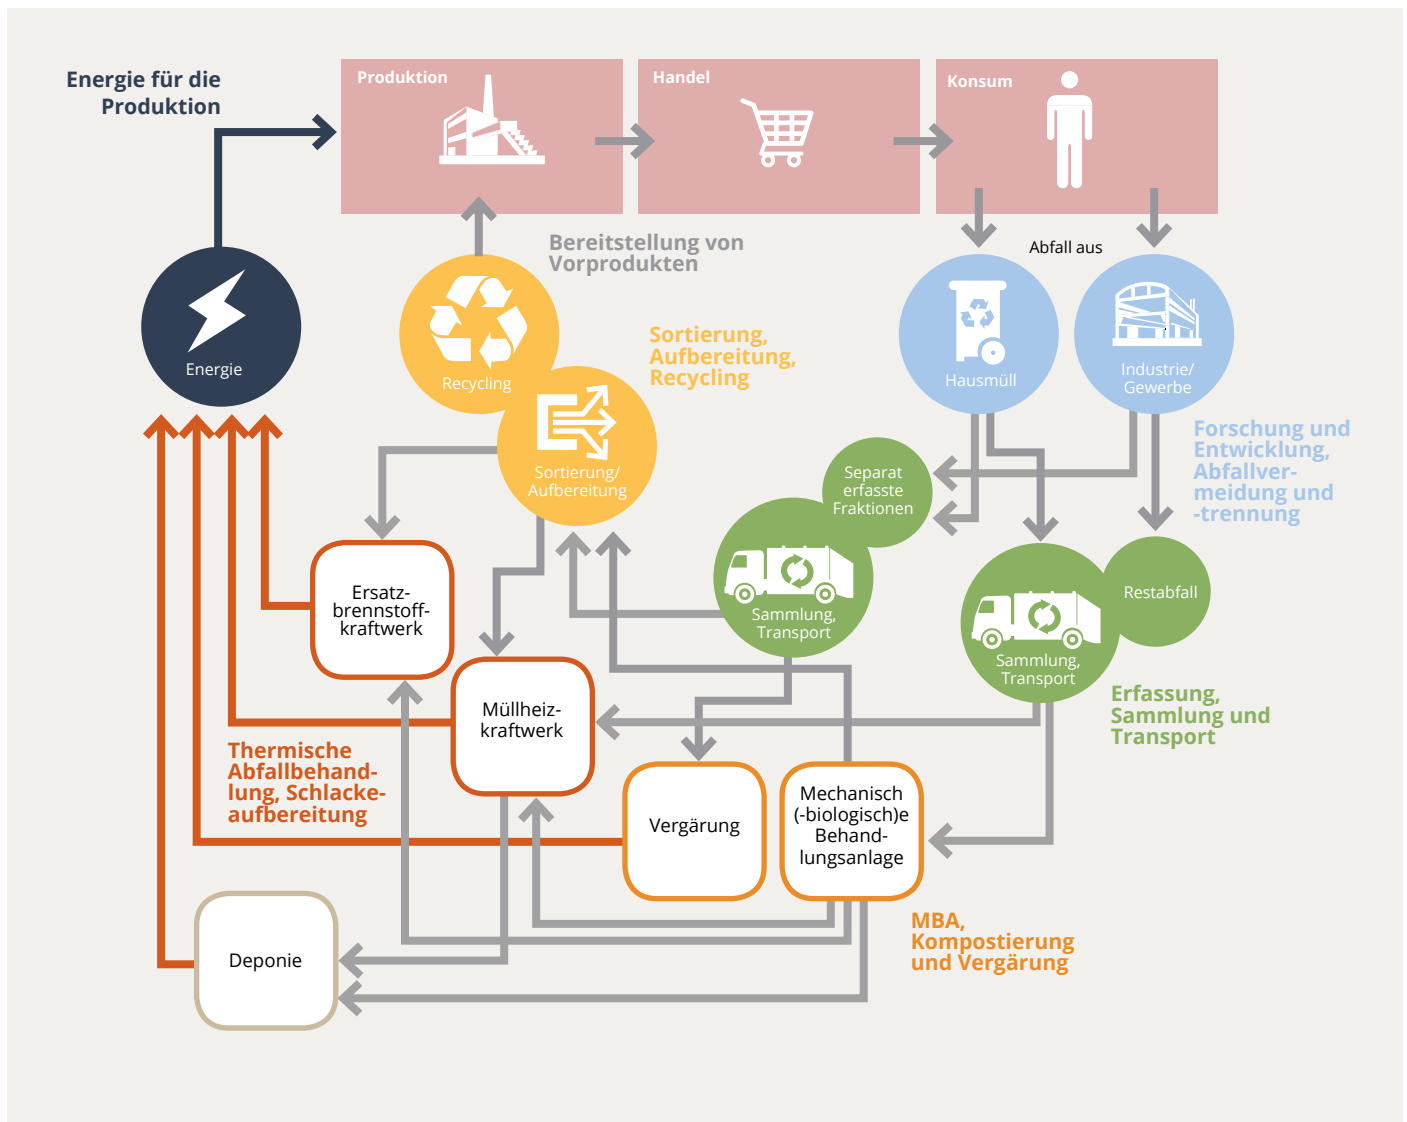 Energie für die
Produktion
Produktion
Handel
Konsum
Bereitstellung von
Vorprodukten
Abfall aus
Energie
Recycling
Sortierung,
Aufbereitung,
Recycling
Hausmüll
Industrie/
Gewerbe
Sortierung/
Aufbereitung
Separat
erfasste
Fraktionen
Forschung und
Entwicklung,
Abfallver-
meidung und
-trennung
Ersatz-
brennstoff-
kraftwerk
Sammlung,
Transport
Restabfall
Sammlung,
Transport
Erfassung,
Sammlung und
Transport
Müllheiz-
kraftwerk
Thermische
Abfallbehand-
lung, Schlacke-
aufbereitung
Vergärung
Mechanisch
(-biologisch)e
Behand-
lungsanlage
MBA,
Kompostierung
und Vergärung
Deponie